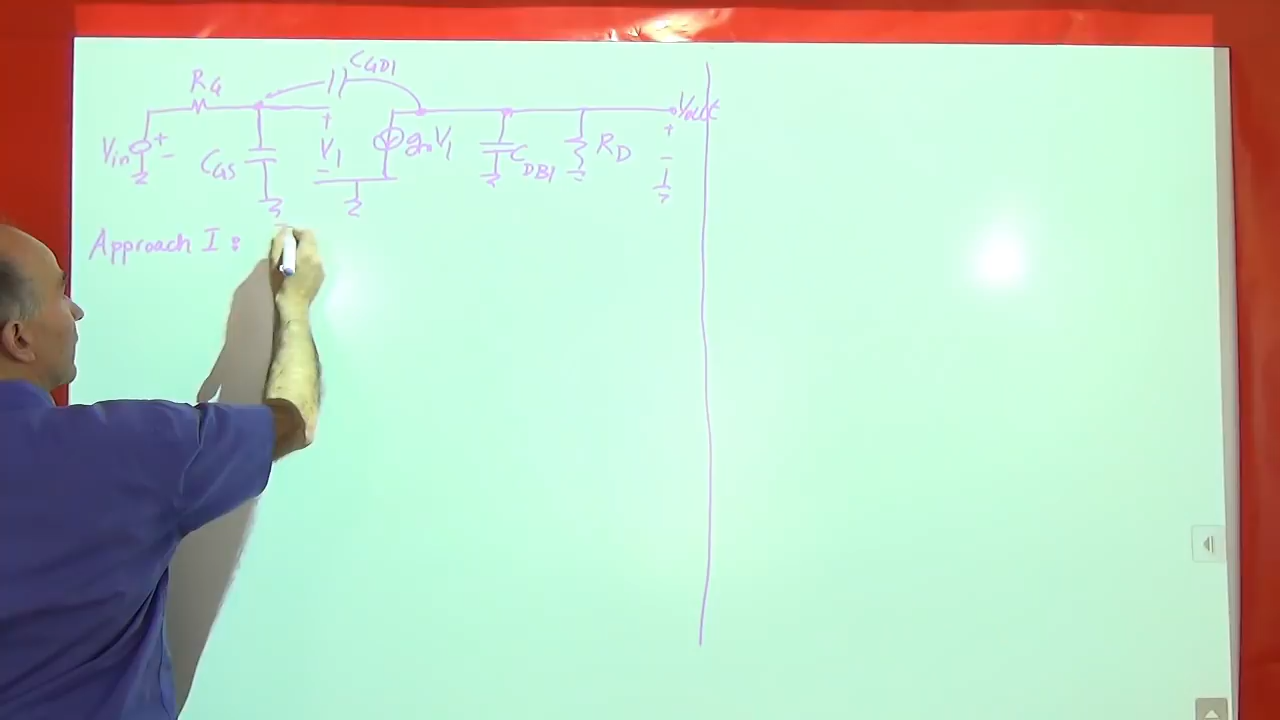 C_GD1
R_G
V_out
V_in + -
C_GS
+ V_1 -
g_m V_1
C_DB1
R_D
+ -
Approach I :